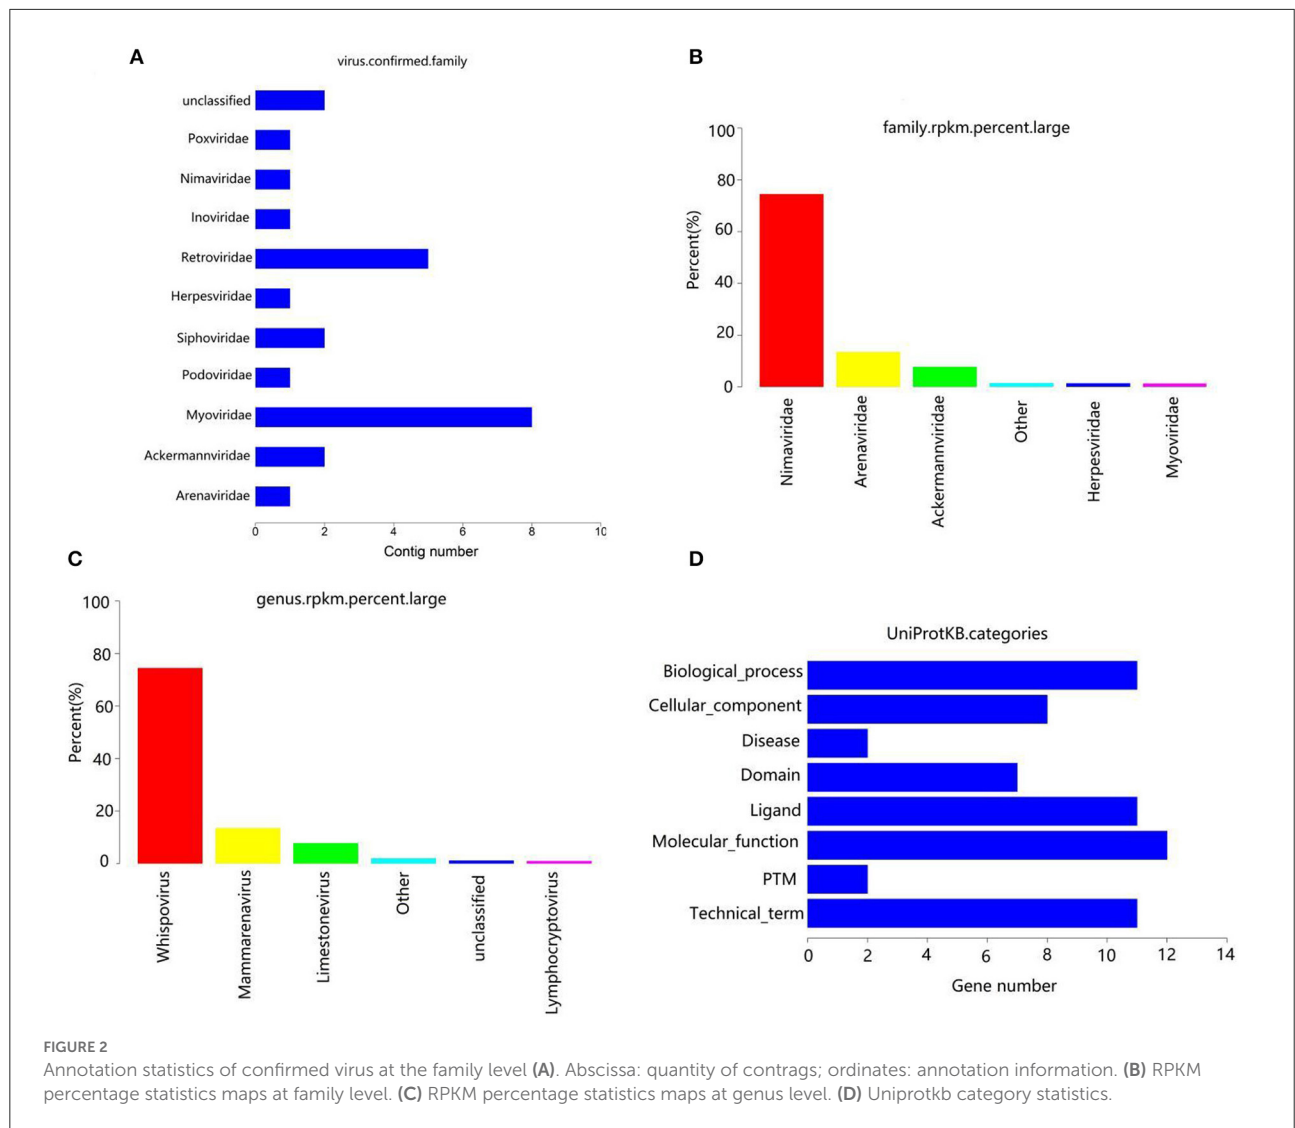 A
virus.confirmed.family
unclassified
Poxviridae
Nimaviridae
Inoviridae
Retroviridae
Herpesviridae
Siphoviridae
Podoviridae
Myoviridae
Ackermannviridae
Arenaviridae
0 2 4 6 8 10
Contig number
B
family.rpkm.percent.large
Percent(%)
100
80
60
40
20
0
Nimaviridae
Arenaviridae
Ackermannviridae
Other
Herpesviridae
Myoviridae
C
genus.rpkm.percent.large
Percent(%)
100
80
60
40
20
0
Whispovirus
Mammarenavirus
Limestonevirus
Other
unclassified
Lymphocryptovirus
D
UniProtKB.categories
Biological_process
Cellular_component
Disease
Domain
Ligand
Molecular_function
PTM
Technical_term
0 2 4 6 8 10 12 14
Gene number
FIGURE 2
Annotation statistics of confirmed virus at the family level (A). Abscissa: quantity of contrags; ordinates: annotation information. (B) RPKM
percentage statistics maps at family level. (C) RPKM percentage statistics maps at genus level. (D) Uniprotkb category statistics.